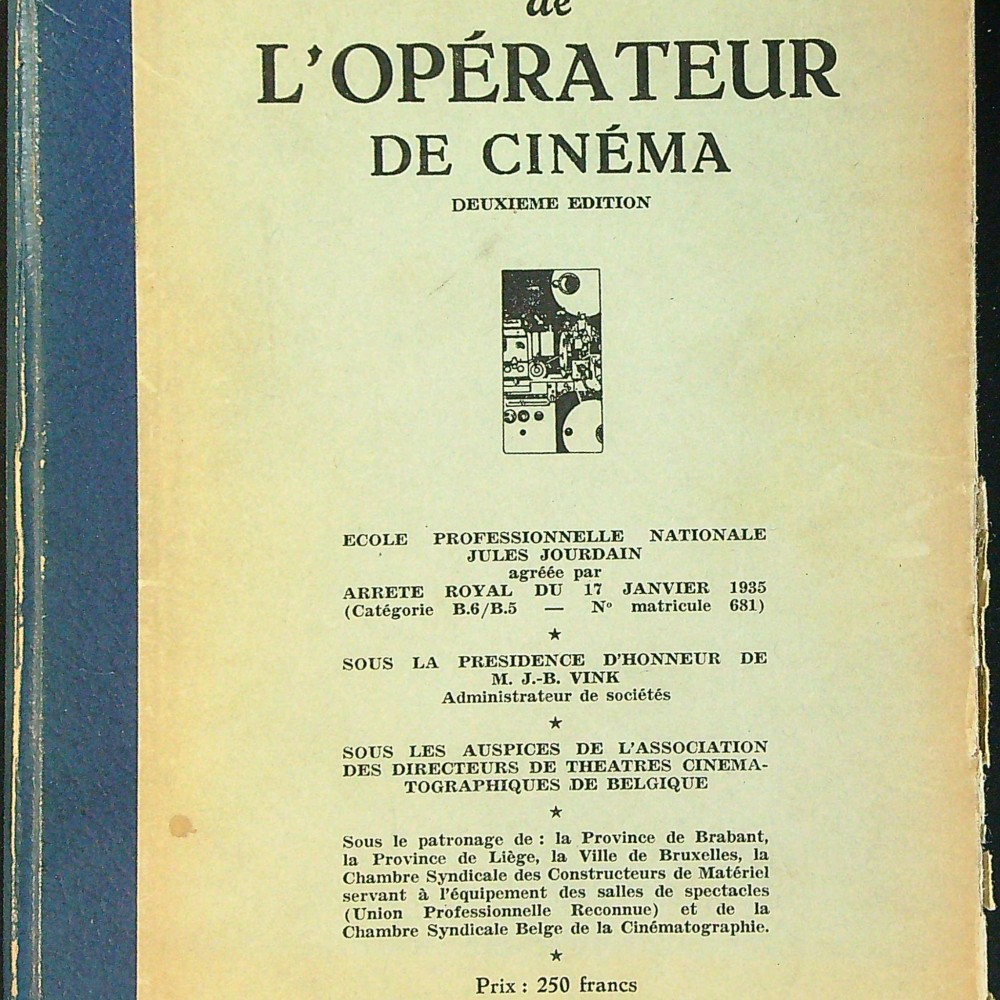 de
L'OPÉRATEUR
DE CINÉMA
DEUXIEME EDITION
ECOLE PROFESSIONNELLE NATIONALE
JULES JOURDAIN
agréée par
ARRETE ROYAL DU 17 JANVIER 1935
(Catégorie B.6/B.5 — Nº matricule 681)
★
SOUS LA PRESIDENCE D'HONNEUR DE
M. J.-B. VINK
Administrateur de sociétés
★
SOUS LES AUSPICES DE L'ASSOCIATION
DES DIRECTEURS DE THEATRES CINEMA-
TOGRAPHIQUES DE BELGIQUE
★
Sous le patronage de : la Province de Brabant,
la Province de Liège, la Ville de Bruxelles, la
Chambre Syndicale des Constructeurs de Matériel
servant à l'équipement des salles de spectacles
(Union Professionnelle Reconnue) et de la
Chambre Syndicale Belge de la Cinématographie.
★
Prix : 250 francs